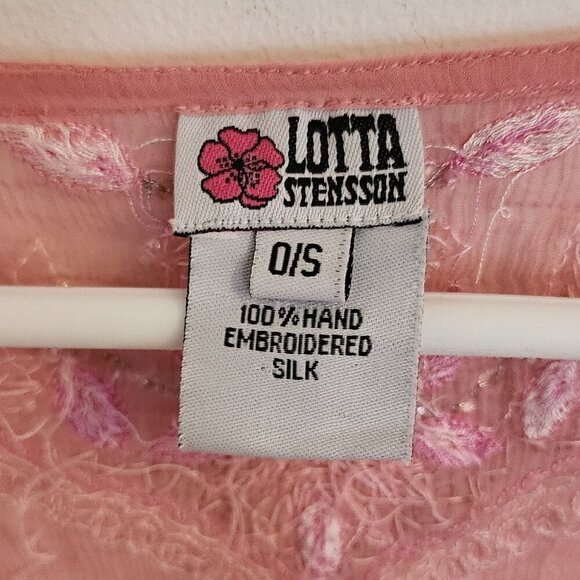 LOTTA
STENSSON
O/S
100% HAND
EMBROIDERED
SILK